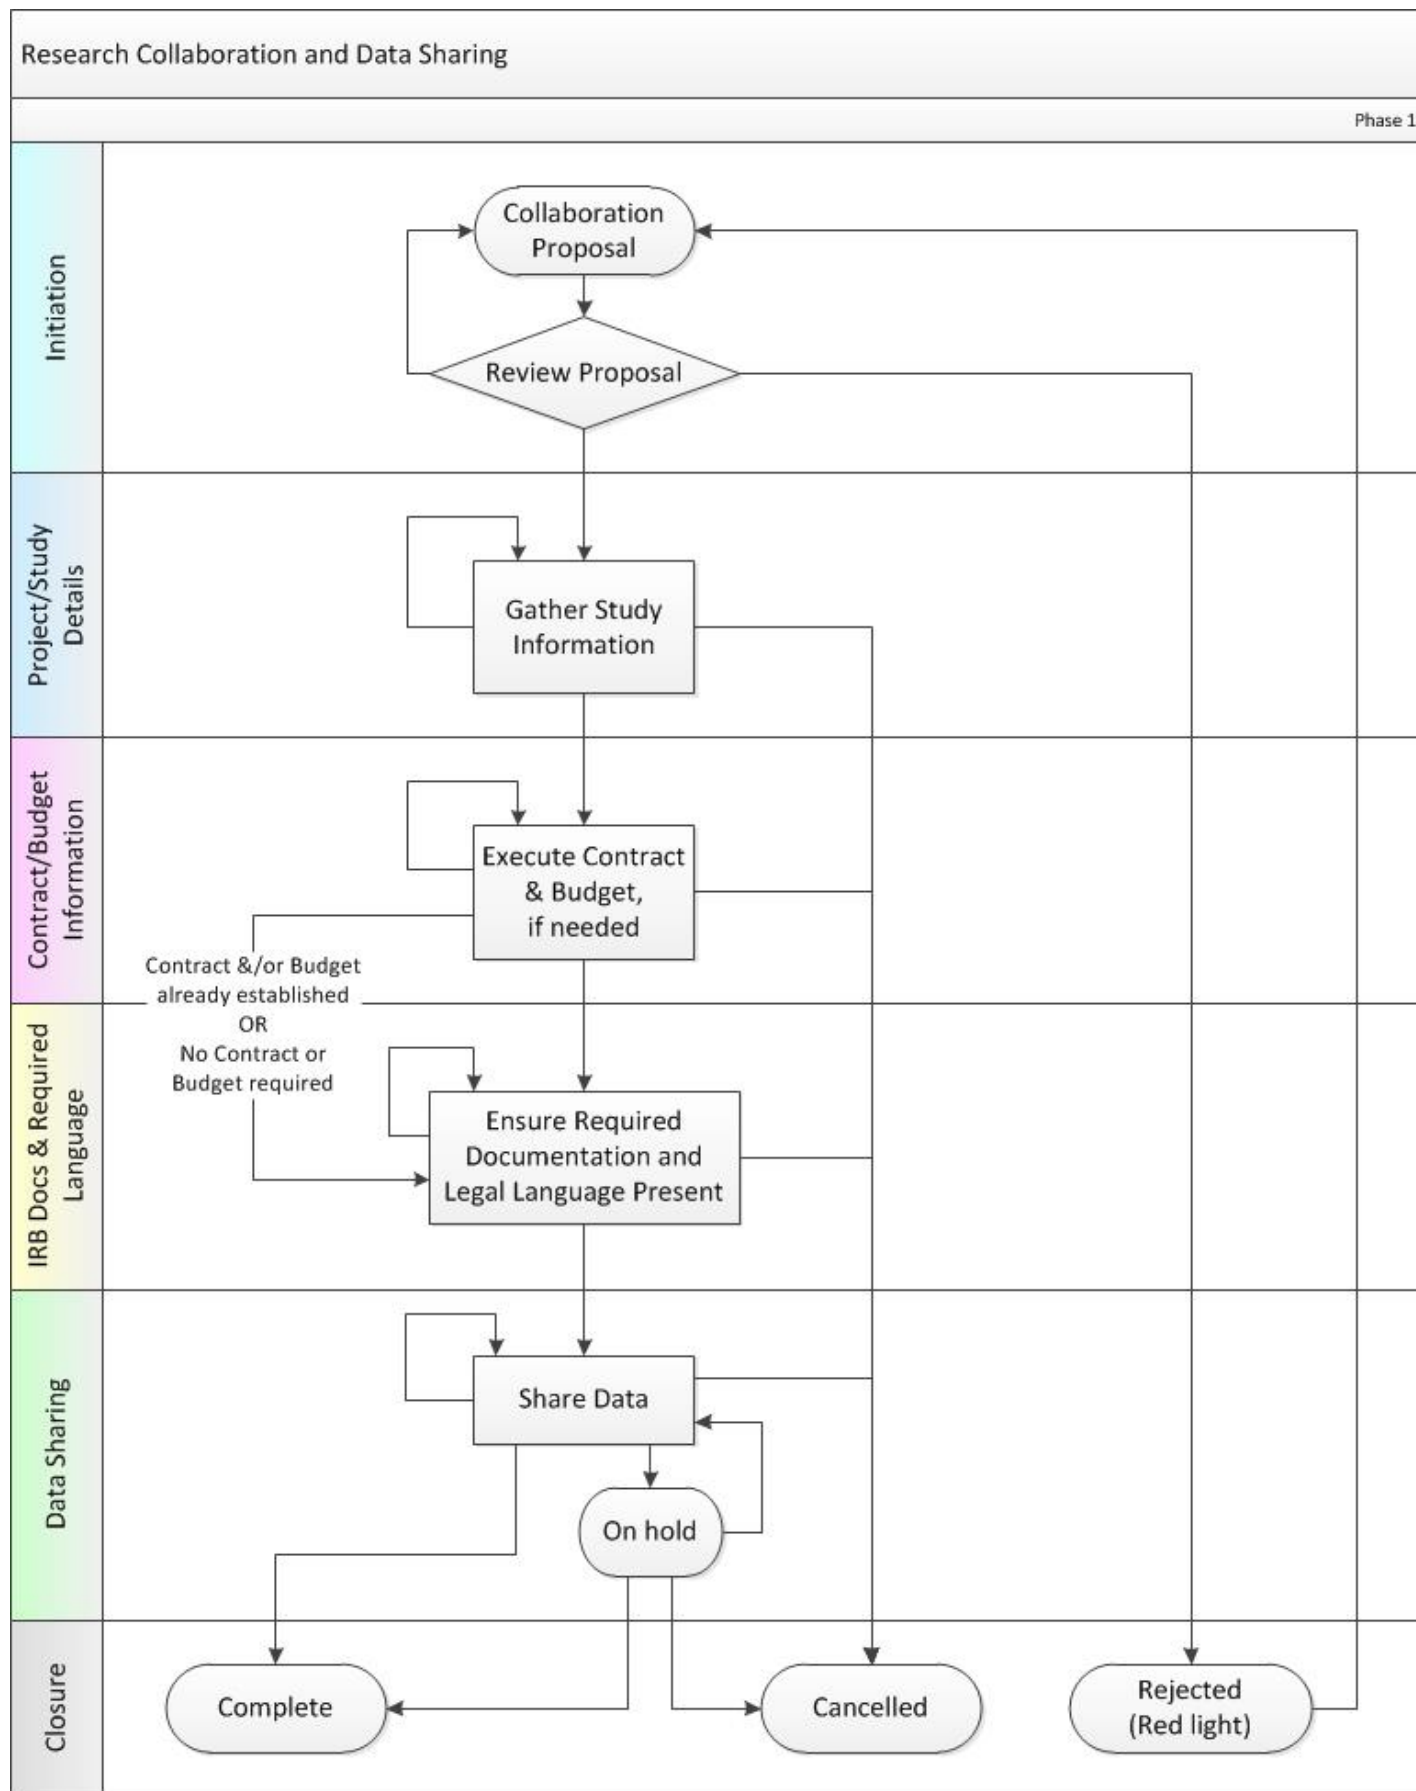 Research Collaboration and Data Sharing
Phase 1
Initiation
Collaboration
Proposal
Review Proposal
Project/Study
Details
Gather Study
Information
Contract/Budget
Information
Execute Contract
& Budget,
if needed
Contract &/or Budget
already established
OR
No Contract or
Budget required
IRB Docs & Required
Language
Ensure Required
Documentation and
Legal Language Present
Data Sharing
Share Data
On hold
Closure
Complete
Cancelled
Rejected
(Red light)